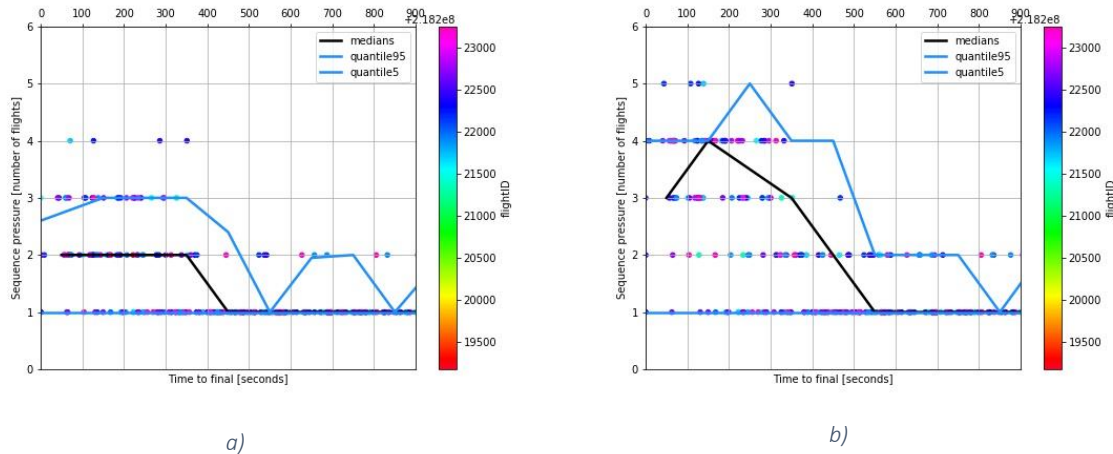 0 100 200 300 400 500 600 700 800 900
+2.182e8
6
5
4
3
2
1
0
Sequence pressure [number of flights]
medians
quantile95
quantile5
Time to final [seconds]
23000
22500
22000
21500
21000
20500
20000
19500
flightID
a)
0 100 200 300 400 500 600 700 800 900
+2.182e8
6
5
4
3
2
1
0
Sequence pressure [number of flights]
medians
quantile95
quantile5
Time to final [seconds]
23000
22500
22000
21500
21000
20500
20000
19500
flightID
b)